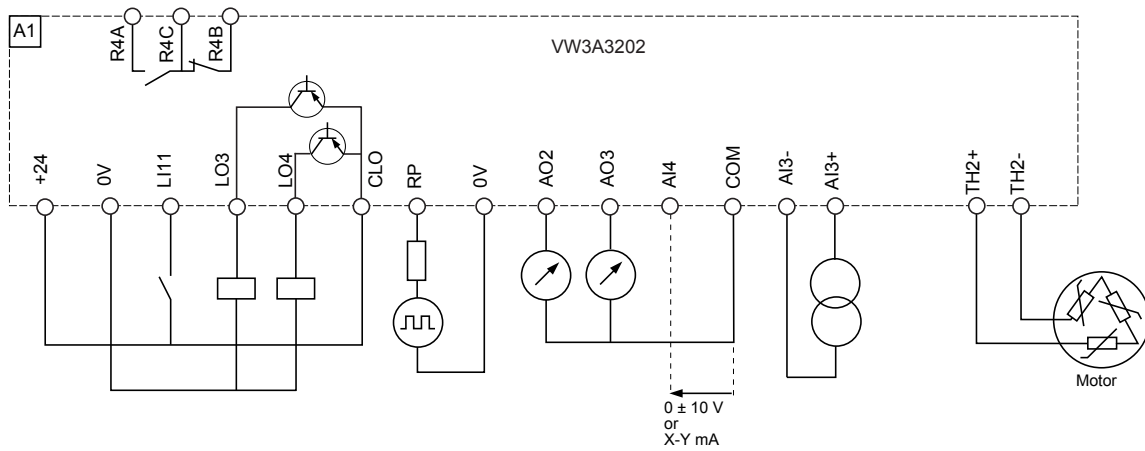 A1
R4A
R4C
R4B
VW3A3202
+24
0V
LI11
LO3
LO4
CLO
RP
0V
AO2
AO3
AI4
COM
AI3-
AI3+
TH2+
TH2-
Motor
0 ± 10 V
or
X-Y mA